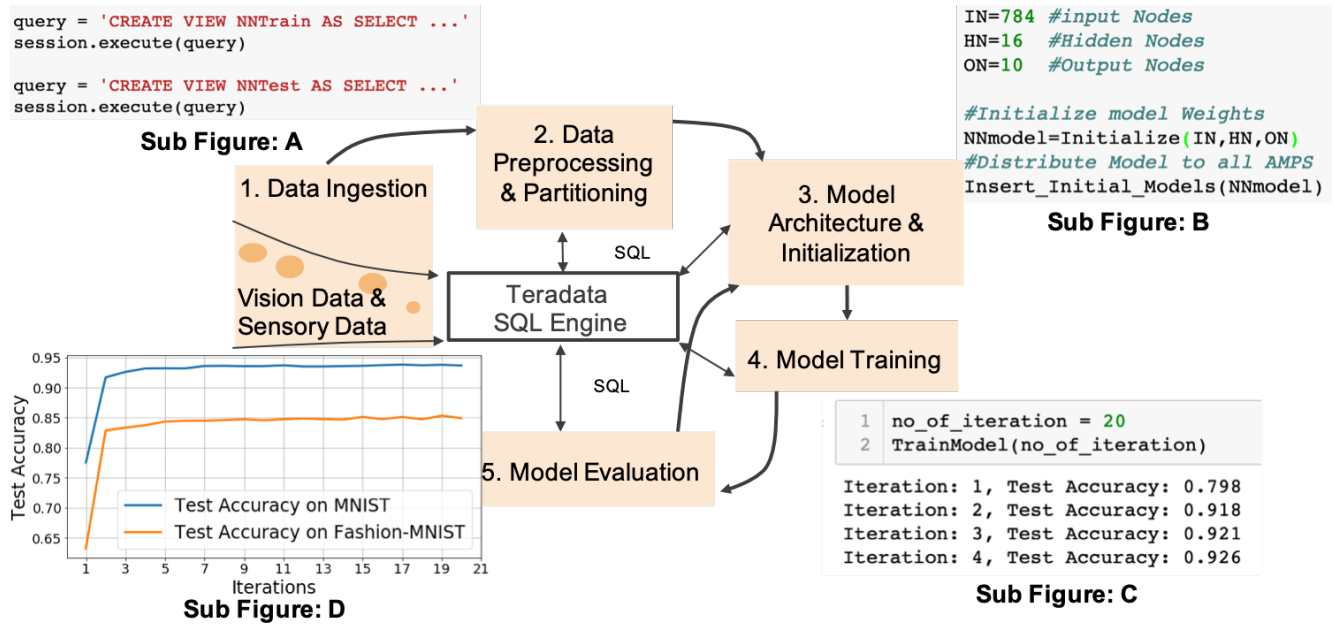 query = 'CREATE VIEW NNTrain AS SELECT ...'
session.execute(query)
query = 'CREATE VIEW NNTest AS SELECT ...'
session.execute(query)
Sub Figure: A
IN=784 #input Nodes
HN=16 #Hidden Nodes
ON=10 #Output Nodes
#Initialize model Weights
NNmodel=Initialize(IN,HN,ON)
#Distribute Model to all AMPS
Insert_Initial_Models(NNmodel)
Sub Figure: B
1. Data Ingestion
Vision Data &
Sensory Data
2. Data
Preprocessing
& Partitioning
3. Model
Architecture &
Initialization
SQL
Teradata
SQL Engine
SQL
4. Model Training
5. Model Evaluation
1 no_of_iteration = 20
2 TrainModel(no_of_iteration)
Iteration: 1, Test Accuracy: 0.798
Iteration: 2, Test Accuracy: 0.918
Iteration: 3, Test Accuracy: 0.921
Iteration: 4, Test Accuracy: 0.926
Sub Figure: C
Test Accuracy
0.95
0.90
0.85
0.80
0.75
0.70
0.65
Test Accuracy on MNIST
Test Accuracy on Fashion-MNIST
1 3 5 7 9 11 13 15 17 19 21
Iterations
Sub Figure: D